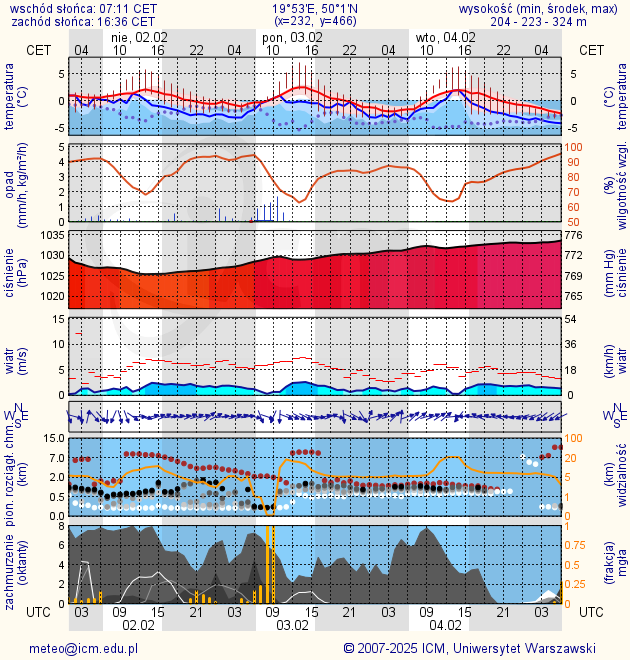 wschód słońca: 07:11 CET
zachód słońca: 16:36 CET
19°53'E, 50°1'N
(x=232, y=466)
wysokość (min, środek, max)
204 - 223 - 324 m
nie, 02.02 pon, 03.02 wto, 04.02
CET 04 10 16 22 04 10 16 22 04 10 16 22 04 CET
temperatura
(°C)
5
0
-5
5
0
-5
temperatura
(°C)
opad
(mm/h, kg/m²/h)
5
4
3
2
1
0
100
90
80
70
60
50
(%)
wilgotność wzgl.
ciśnienie
(hPa)
1035
1030
1025
1020
776
772
769
765
(mm Hg)
ciśnienie
wiatr
(m/s)
15
10
5
0
54
36
18
0
(km/h)
wiatr
N
W E
S
N
W E
S
pion. rozciągł. chm.
(km)
15.0
2.0
0.5
0.0
100
20
5
1
0
(km)
widzialność
zachmurzenie
(oktanty)
8
6
4
2
0
1
0.75
0.5
0.25
0
(frakcja)
mgła
UTC 03 09 15 21 03 09 15 21 03 09 15 21 03 UTC
02.02 03.02 04.02
meteo@icm.edu.pl
© 2007-2025 ICM, Uniwersytet Warszawski